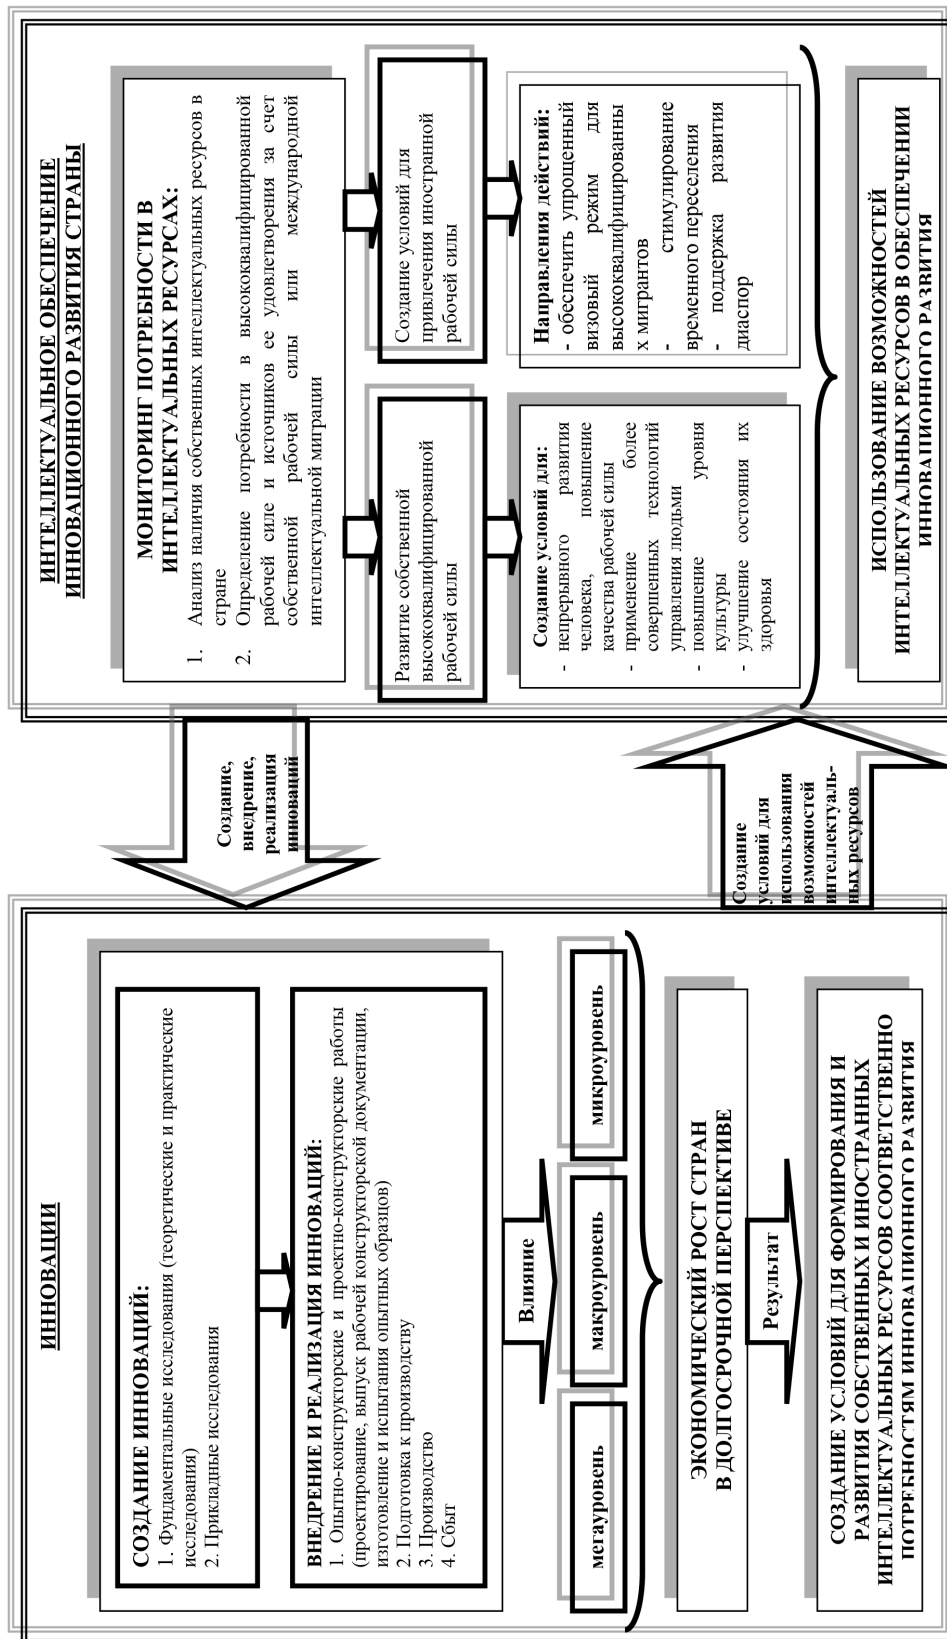 ИННОВАЦИИ
СОЗДАНИЕ ИННОВАЦИЙ:
1. Фундаментальные исследования (теоретические и практические
исследования)
2. Прикладные исследования
ВНЕДРЕНИЕ И РЕАЛИЗАЦИЯ ИННОВАЦИЙ:
1. Опытно-конструкторские и проектно-конструкторские работы
(проектирование, выпуск рабочей конструкторской документации,
изготовление и испытания опытных образцов)
2. Подготовка к производству
3. Производство
4. Сбыт
Влияние
мегауровень
макроуровень
микроуровень
ЭКОНОМИЧЕСКИЙ РОСТ СТРАН
В ДОЛГОСРОЧНОЙ ПЕРСПЕКТИВЕ
Результат
СОЗДАНИЕ УСЛОВИЙ ДЛЯ ФОРМИРОВАНИЯ И
РАЗВИТИЯ СОБСТВЕННЫХ И ИНОСТРАННЫХ
ИНТЕЛЛЕКТУАЛЬНЫХ РЕСУРСОВ СООТВЕТСТВЕННО
ПОТРЕБНОСТЯМ ИННОВАЦИОННОГО РАЗВИТИЯ
Создание,
внедрение,
реализация
инноваций
Создание
условий для
использования
возможностей
интеллектуаль-
ных ресурсов
ИНТЕЛЛЕКТУАЛЬНОЕ ОБЕСПЕЧЕНИЕ
ИННОВАЦИОННОГО РАЗВИТИЯ СТРАНЫ
МОНИТОРИНГ ПОТРЕБНОСТИ В
ИНТЕЛЛЕКТУАЛЬНЫХ РЕСУРСАХ:
1. Анализ наличия собственных интеллектуальных ресурсов в
стране
2. Определение потребности в высококвалифицированной
рабочей силе и источников ее удовлетворения за счет
собственной рабочей силы или международной
интеллектуальной миграции
Развитие собственной
высококвалифицированной
рабочей силы
Создание условий для
привлечения иностранной
рабочей силы
Создание условий для:
- непрерывного развития
человека, повышение
качества рабочей силы
- применение более
совершенных технологий
управления людьми
- повышение уровня
культуры
- улучшение состояния их
здоровья
Направления действий:
- обеспечить упрощенный
визовый режим для
высококвалифицированны
х мигрантов
- стимулирование
временного переселения
- поддержка развития
диаспор
ИСПОЛЬЗОВАНИЕ ВОЗМОЖНОСТЕЙ
ИНТЕЛЛЕКТУАЛЬНЫХ РЕСУРСОВ В ОБЕСПЕЧЕНИИ
ИННОВАЦИОННОГО РАЗВИТИЯ